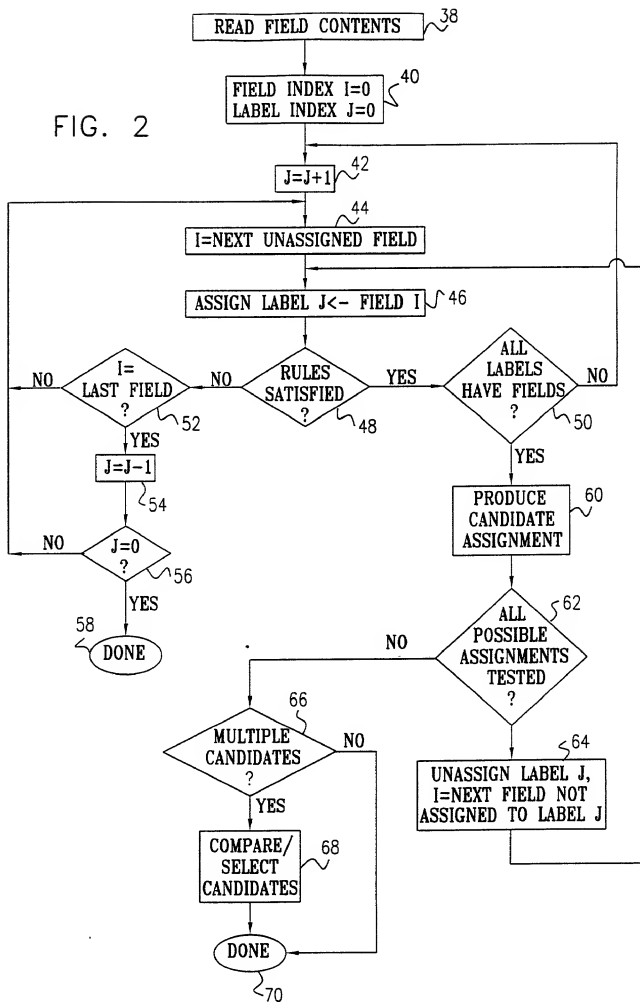 READ FIELD CONTENTS
38
FIELD INDEX I=0
LABEL INDEX J=0
40
FIG. 2
J=J+1
42
44
I=NEXT UNASSIGNED FIELD
ASSIGN LABEL J<- FIELD I
46
I=
LAST FIELD
?
52
NO
YES
RULES
SATISFIED
?
48
NO
YES
ALL
LABELS
HAVE FIELDS
?
50
NO
YES
J=J-1
54
J=0
?
56
NO
YES
58
DONE
PRODUCE
CANDIDATE
ASSIGNMENT
60
62
ALL
POSSIBLE
ASSIGNMENTS
TESTED
?
NO
66
MULTIPLE
CANDIDATES
?
NO
YES
64
UNASSIGN LABEL J,
I=NEXT FIELD NOT
ASSIGNED TO LABEL J
COMPARE/
SELECT
CANDIDATES
68
DONE
70